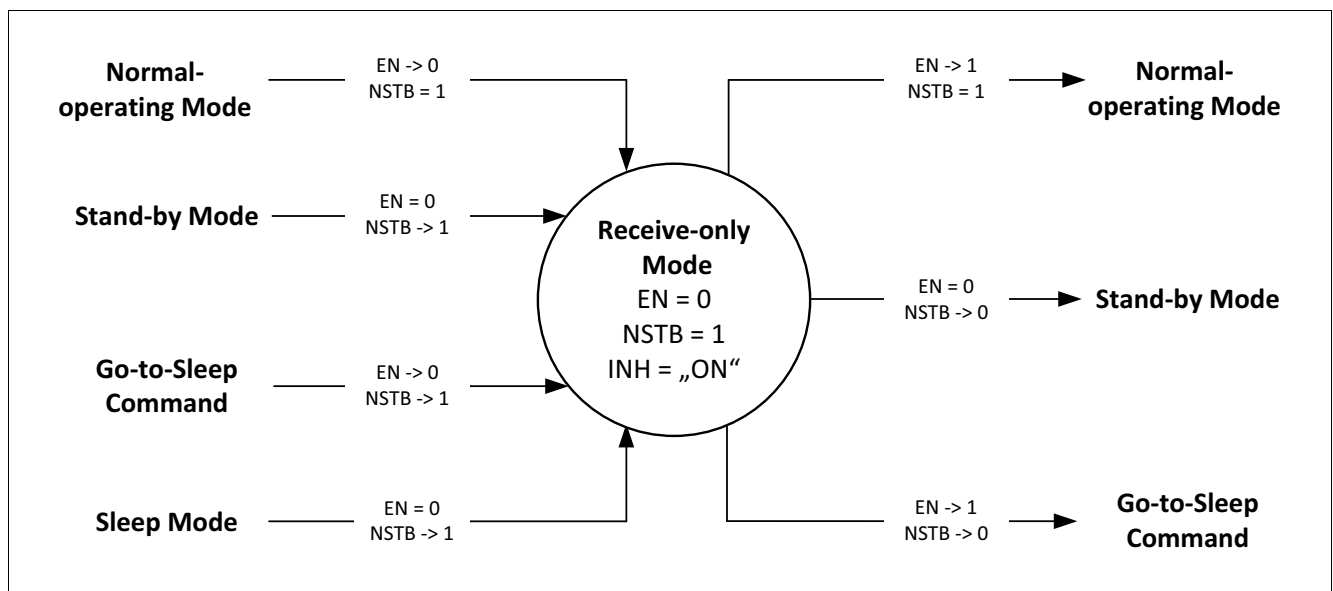 Normal-
operating Mode
EN -> 0
NSTB = 1
Stand-by Mode
EN = 0
NSTB -> 1
Go-to-Sleep
Command
EN -> 0
NSTB -> 1
Sleep Mode
EN = 0
NSTB -> 1
Receive-only
Mode
EN = 0
NSTB = 1
INH = „ON“
EN -> 1
NSTB = 1
Normal-
operating Mode
EN = 0
NSTB -> 0
Stand-by Mode
EN -> 1
NSTB -> 0
Go-to-Sleep
Command